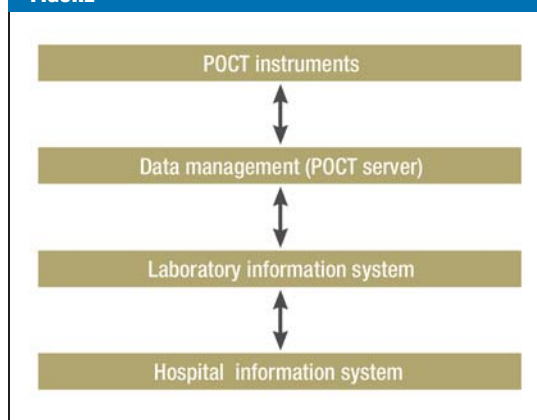 POCT instruments
Data management (POCT server)
Laboratory information system
Hospital information system